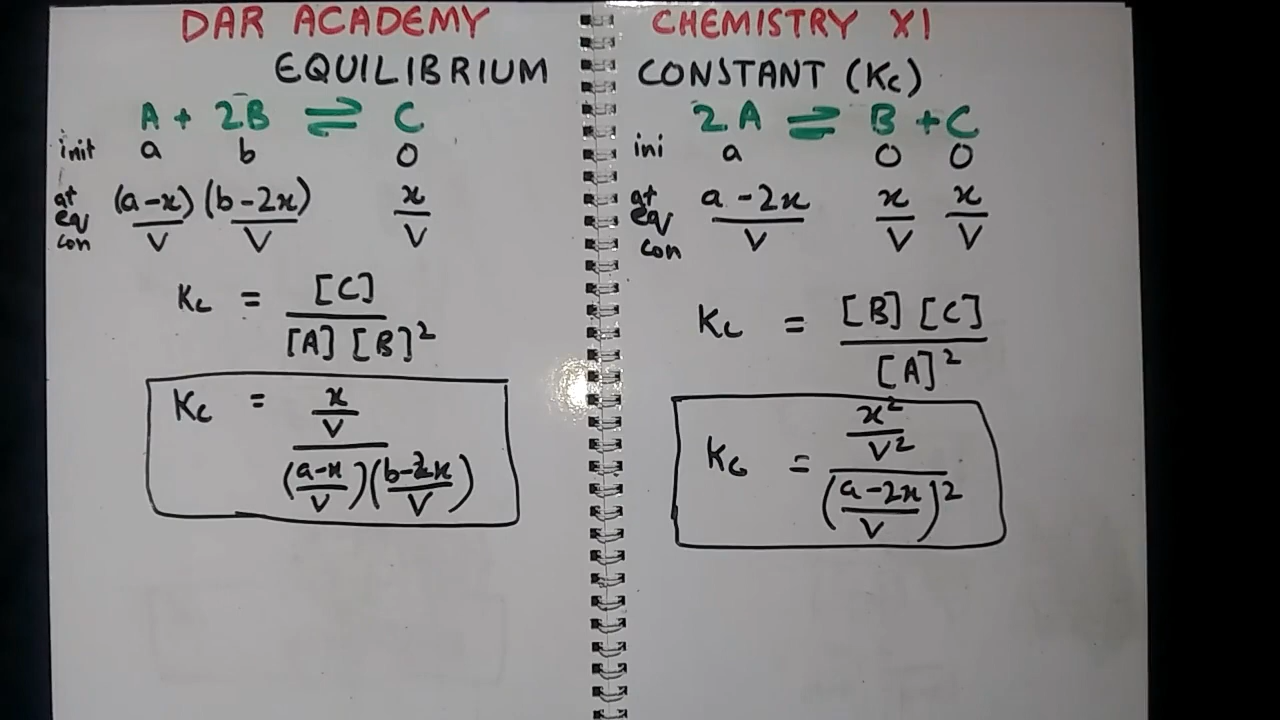 DAR ACADEMY CHEMISTRY XI
EQUILIBRIUM CONSTANT (Kc)
A + 2B ⇌ C
init a b 0
at eq con (a-x)/V (b-2x)/V x/V
Kc = [C] / [A] [B]²
Kc = (x/V) / ((a-x)/V)((b-2x)/V)
2A ⇌ B + C
ini a 0 0
at eq con a-2x/V x/V x/V
Kc = [B] [C] / [A]²
Kc = (x²/V²) / (a-2x/V)²